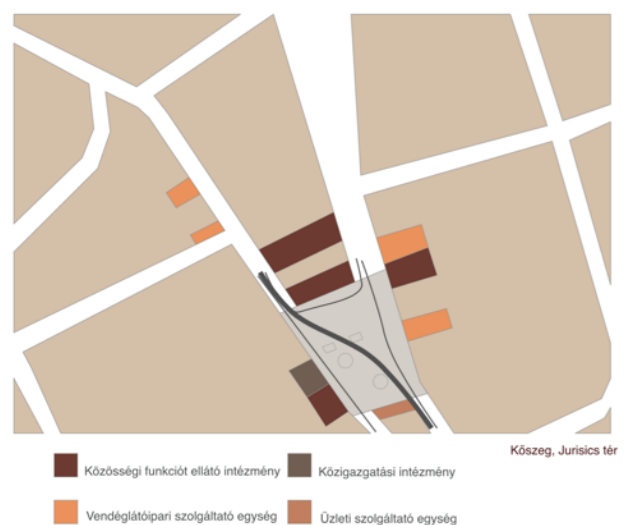 Kőszeg, Jurisics tér
Közösségi funkciót ellátó intézmény
Közigazgatási intézmény
Vendéglátóipari szolgáltató egység
Üzleti szolgáltató egység